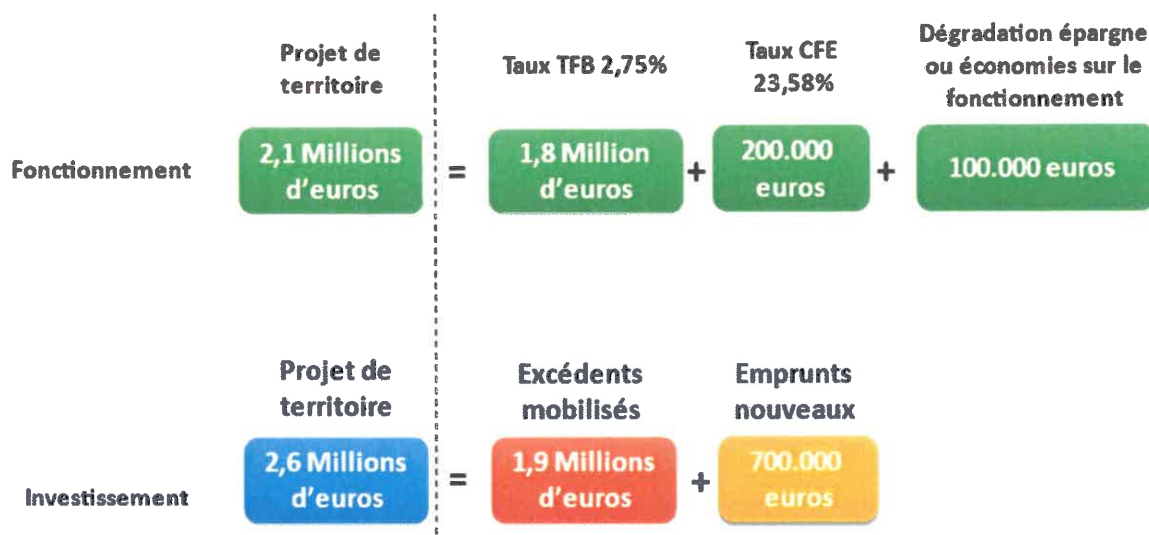 Projet de
territoire
Taux TFB 2,75%
Taux CFE
23,58%
Dégradation épargne
ou économies sur le
fonctionnement
Fonctionnement
2,1 Millions
d'euros
=
1,8 Million
d'euros
+
200.000
euros
+
100.000 euros
Projet de
territoire
Excédents
mobilisés
Emprunts
nouveaux
Investissement
2,6 Millions
d'euros
=
1,9 Millions
d'euros
+
700.000
euros